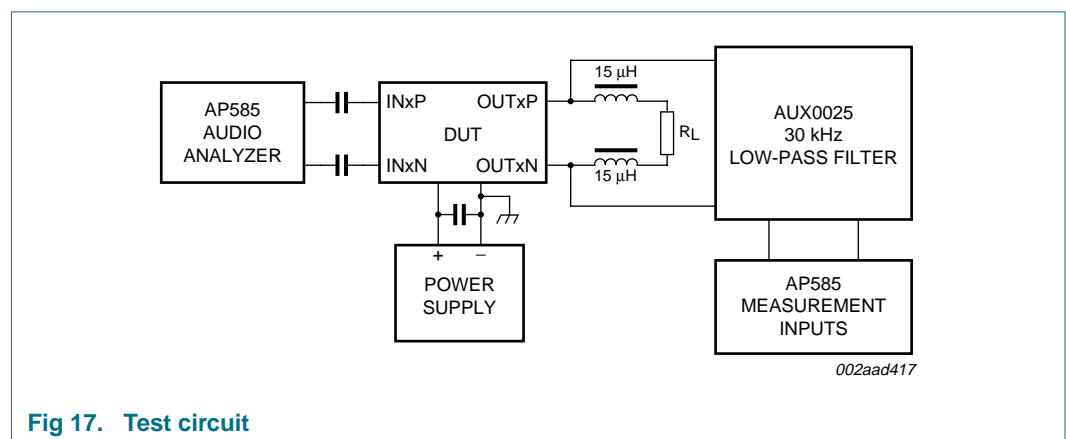 AP585
AUDIO
ANALYZER
INxP
INxN
DUT
OUTxP
OUTxN
15 μH
15 μH
RL
AUX0025
30 kHz
LOW-PASS FILTER
+
−
POWER
SUPPLY
AP585
MEASUREMENT
INPUTS
002aad417
Fig 17. Test circuit